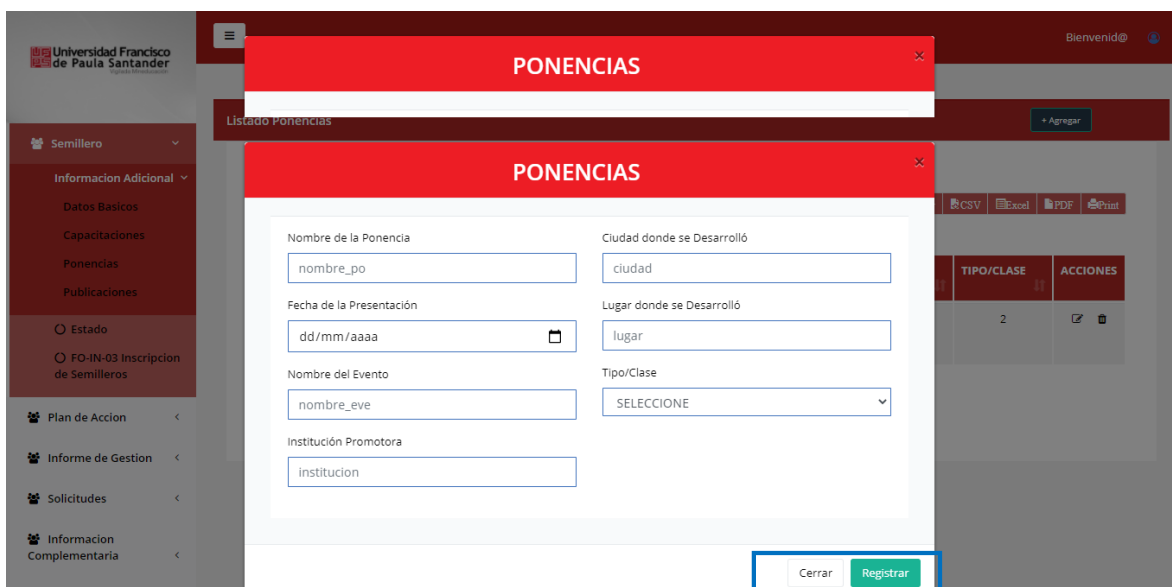 Universidad Francisco
de Paula Santander
Vigilada Mineducación
Bienvenid@
PONENCIAS
×
Listado Ponencias
+ Agregar
Semillero
Informacion Adicional
Datos Basicos
Capacitaciones
Ponencias
Publicaciones
Estado
FO-IN-03 Inscripcion
de Semilleros
Plan de Accion
Informe de Gestion
Solicitudes
Informacion
Complementaria
PONENCIAS
×
CSV Excel PDF Print
TIPO/CLASE ACCIONES
2
Nombre de la Ponencia
nombre_po
Fecha de la Presentación
dd/mm/aaaa
Nombre del Evento
nombre_eve
Institución Promotora
institucion
Ciudad donde se Desarrolló
ciudad
Lugar donde se Desarrolló
lugar
Tipo/Clase
SELECCIONE
Cerrar Registrar